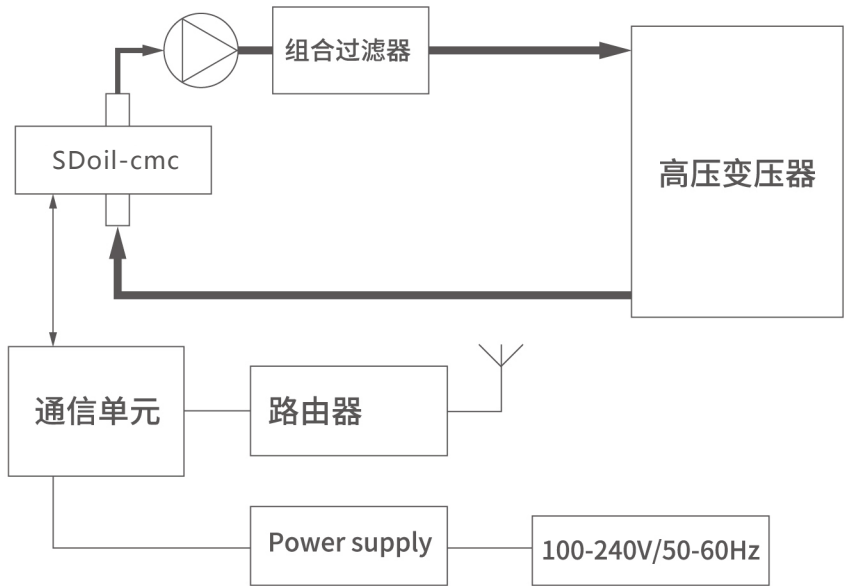 组合过滤器
SDoil-cmc
高压变压器
通信单元
路由器
Power supply
100-240V/50-60Hz